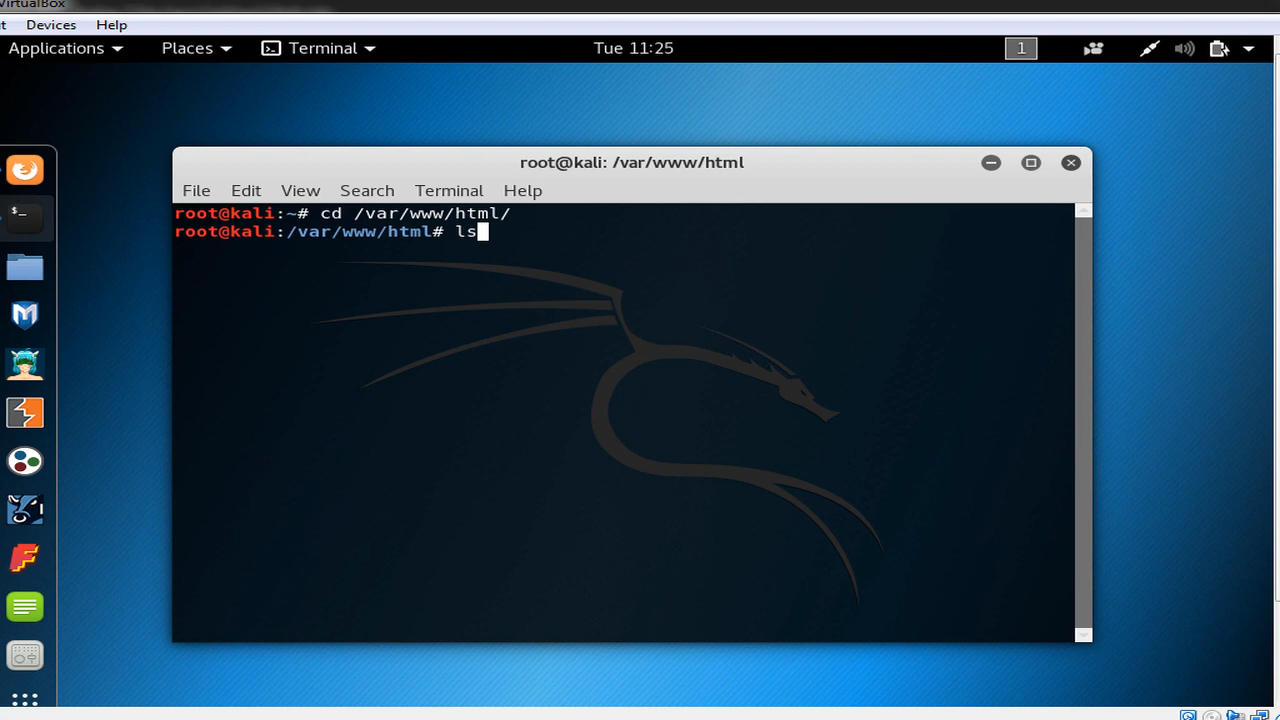 VirtualBox
Devices Help
Applications Places Terminal Tue 11:25 1
root@kali: /var/www/html
File Edit View Search Terminal Help
root@kali:~# cd /var/www/html/
root@kali:/var/www/html# ls
$_